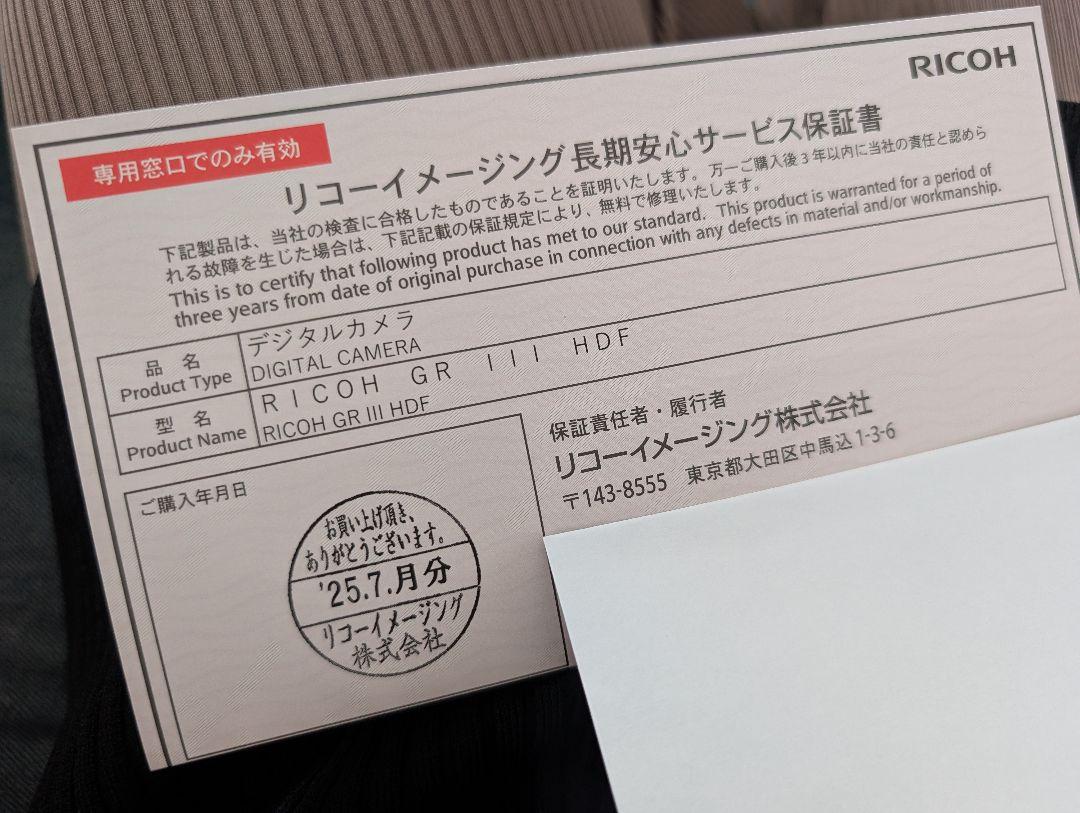 RICOH
専用窓口でのみ有効
リコーイメージング長期安心サービス保証書
下記製品は、当社の検査に合格したものであることを証明いたします。万一ご購入後3年以内に当社の責任と認めら
れる故障を生じた場合は、下記記載の保証規定により、無料で修理いたします。
This is to certify that following product has met to our standard. This product is warranted for a period of
three years from date of original purchase in connection with any defects in material and/or workmanship.
品 名
Product Type
デジタルカメラ
DIGITAL CAMERA
型 名
Product Name
ＲＩＣＯＨ ＧＲ ＩＩＩ ＨＤＦ
RICOH GR III HDF
ご購入年月日
お買い上げ頂き、
ありがとうございます。
'25.7.月分
リコーイメージング
株式会社
保証責任者・履行者
リコーイメージング株式会社
〒143-8555 東京都大田区中馬込1-3-6